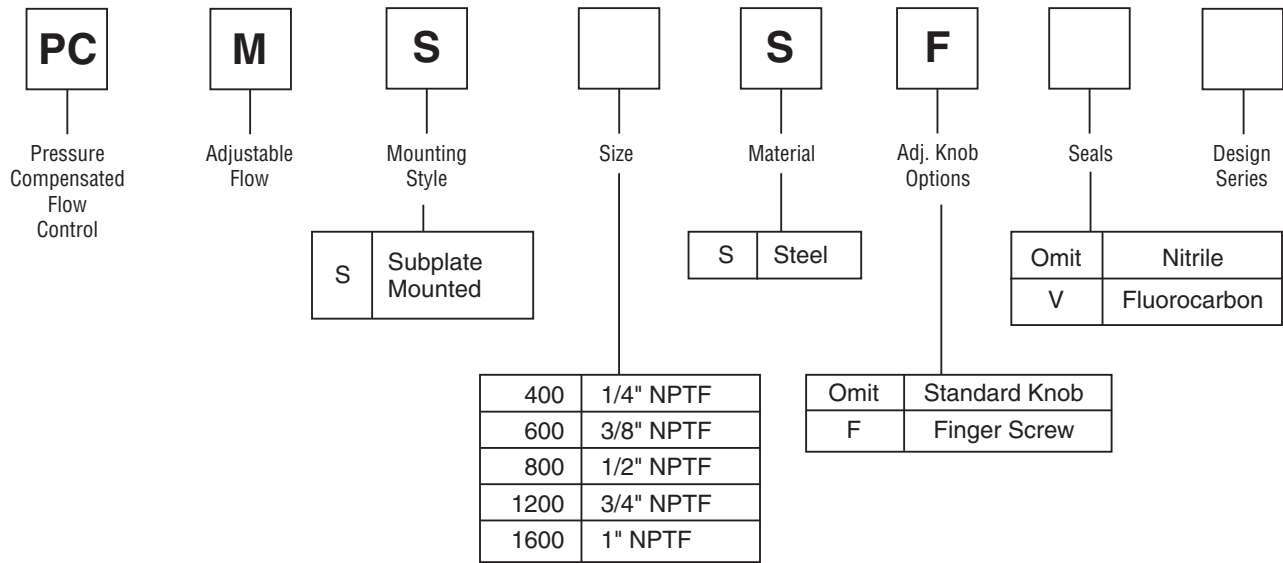 PC M S S F
Pressure
Compensated
Flow
Control
Adjustable
Flow
Mounting
Style
Size
Material
Adj. Knob
Options
Seals
Design
Series
S Subplate
Mounted
S Steel
Omit Nitrile
V Fluorocarbon
400 1/4" NPTF
600 3/8" NPTF
800 1/2" NPTF
1200 3/4" NPTF
1600 1" NPTF
Omit Standard Knob
F Finger Screw